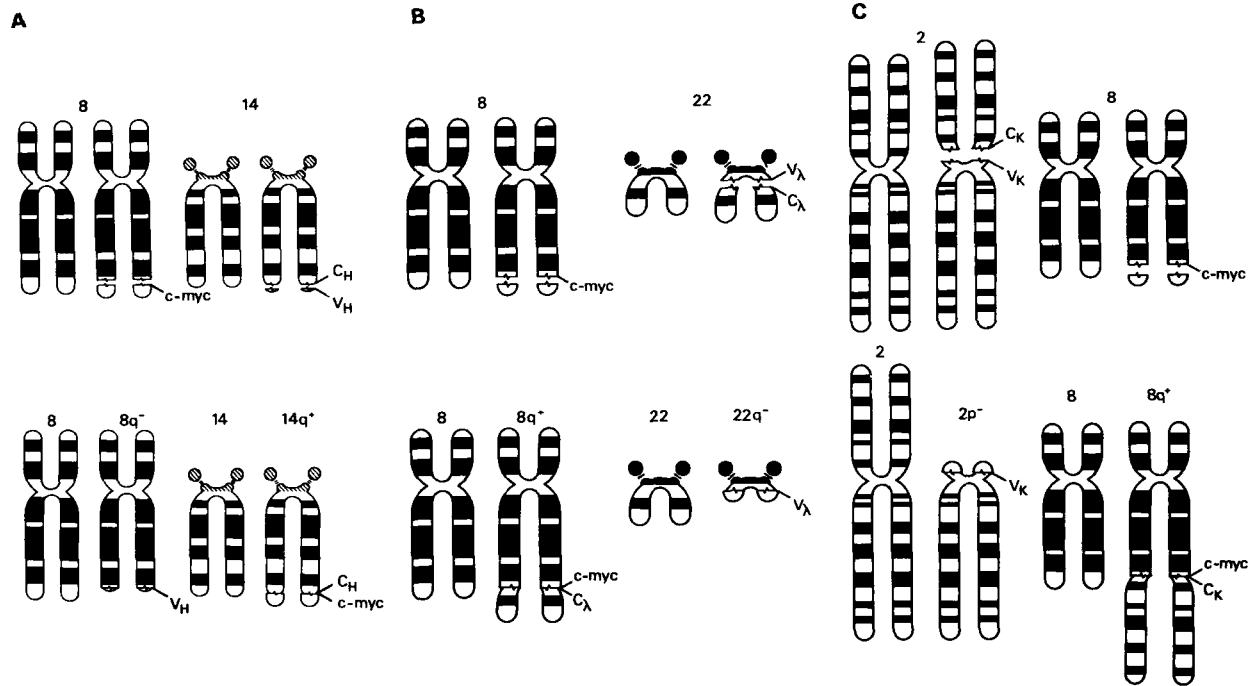 A
8
14
c-myc
C_H
V_H
8
8q⁻
14
14q⁺
V_H
C_H
c-myc
B
8
22
V_λ
C_λ
c-myc
8
8q⁺
22
22q⁻
c-myc
C_λ
V_λ
C
2
8
C_K
V_K
c-myc
2
2p⁻
8
8q⁺
V_K
c-myc
C_K